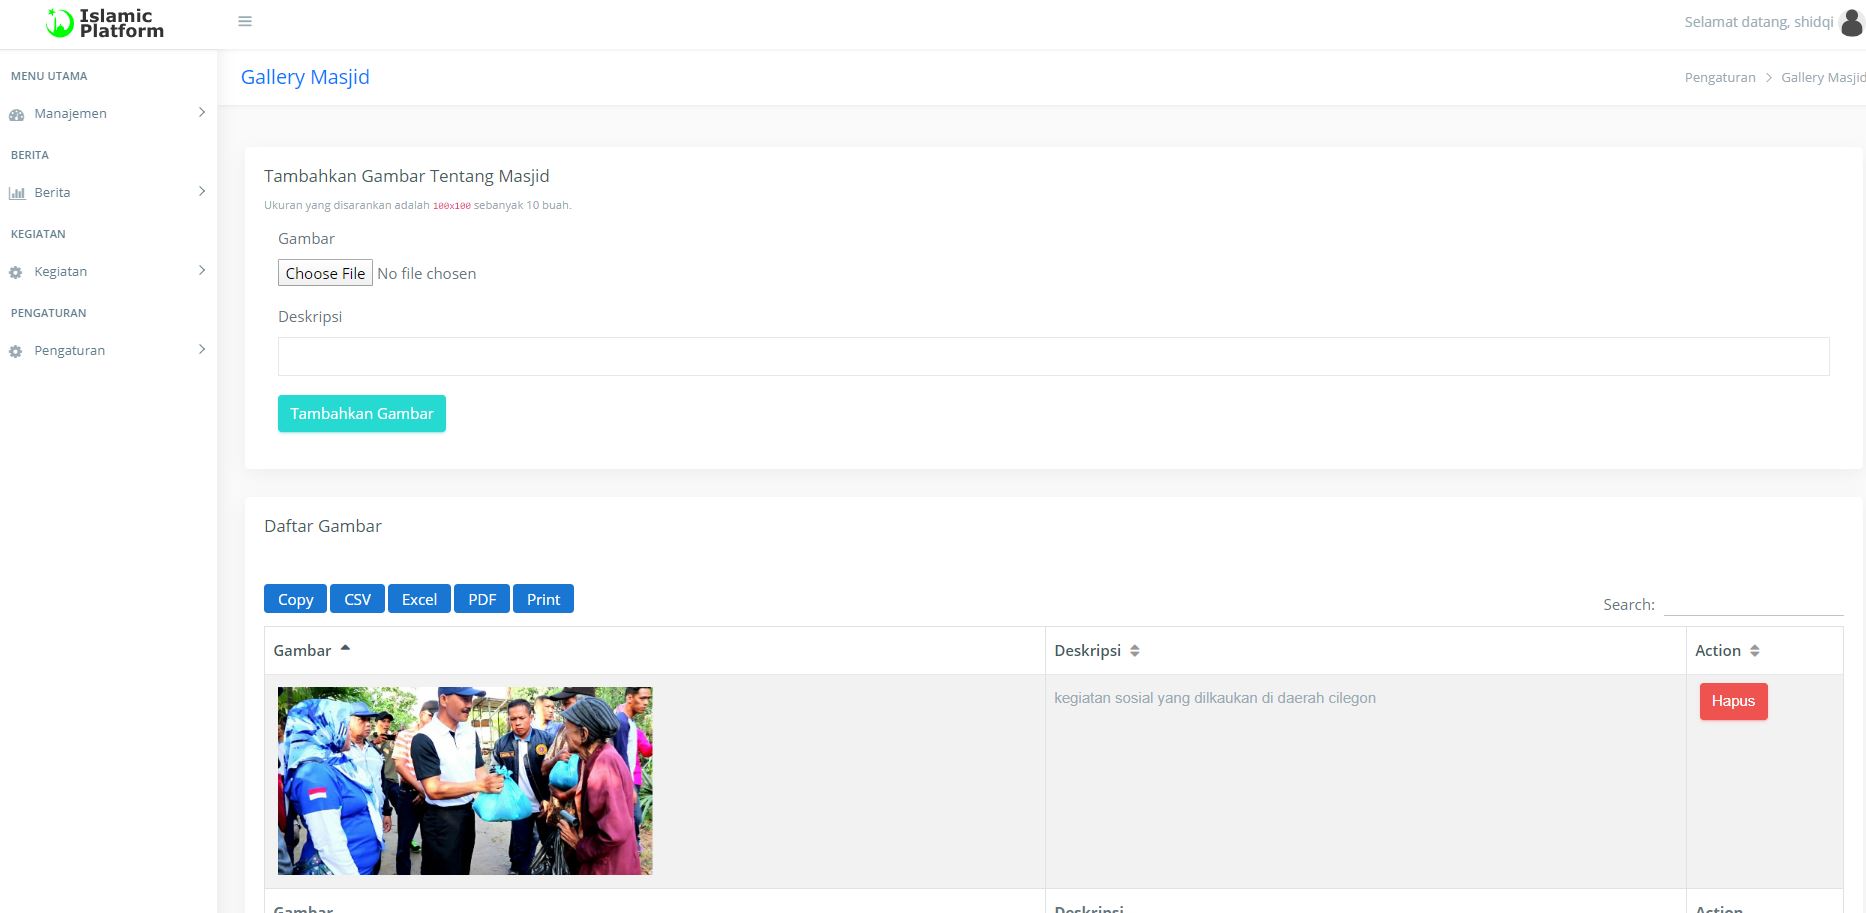 Islamic
Platform
Selamat datang, shidqi
MENU UTAMA
Manajemen
BERITA
Berita
KEGIATAN
Kegiatan
PENGATURAN
Pengaturan
Gallery Masjid
Pengaturan > Gallery Masjid
Tambahkan Gambar Tentang Masjid
Ukuran yang disarankan adalah 100x100 sebanyak 10 buah.
Gambar
Choose File No file chosen
Deskripsi
Tambahkan Gambar
Daftar Gambar
Copy CSV Excel PDF Print
Search:
Gambar Deskripsi Action
kegiatan sosial yang dilkaukan di daerah cilegon Hapus
Gambar Deskripsi Action